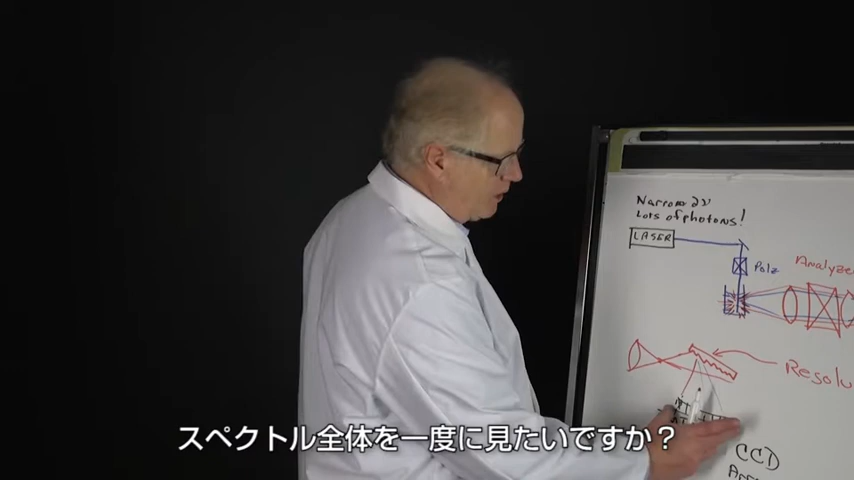 Narrow
Lots of photons!
LASER
Polz
Analyze
Resolu
CCD
スペクトル全体を一度に見たいですか？